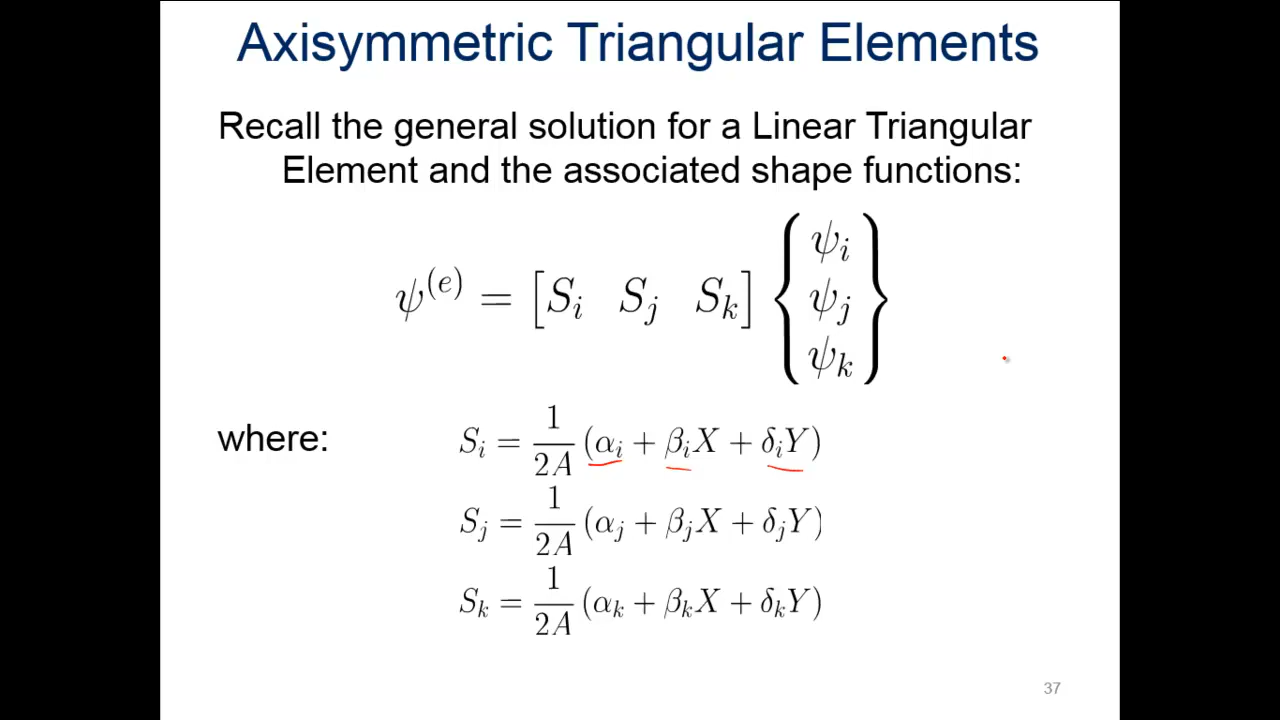 Axisymmetric Triangular Elements
Recall the general solution for a Linear Triangular
Element and the associated shape functions:
ψ^(e) = [S_i S_j S_k] {ψ_i ψ_j ψ_k}
where:
S_i = 1/2A (α_i + β_i X + δ_i Y)
S_j = 1/2A (α_j + β_j X + δ_j Y)
S_k = 1/2A (α_k + β_k X + δ_k Y)
37